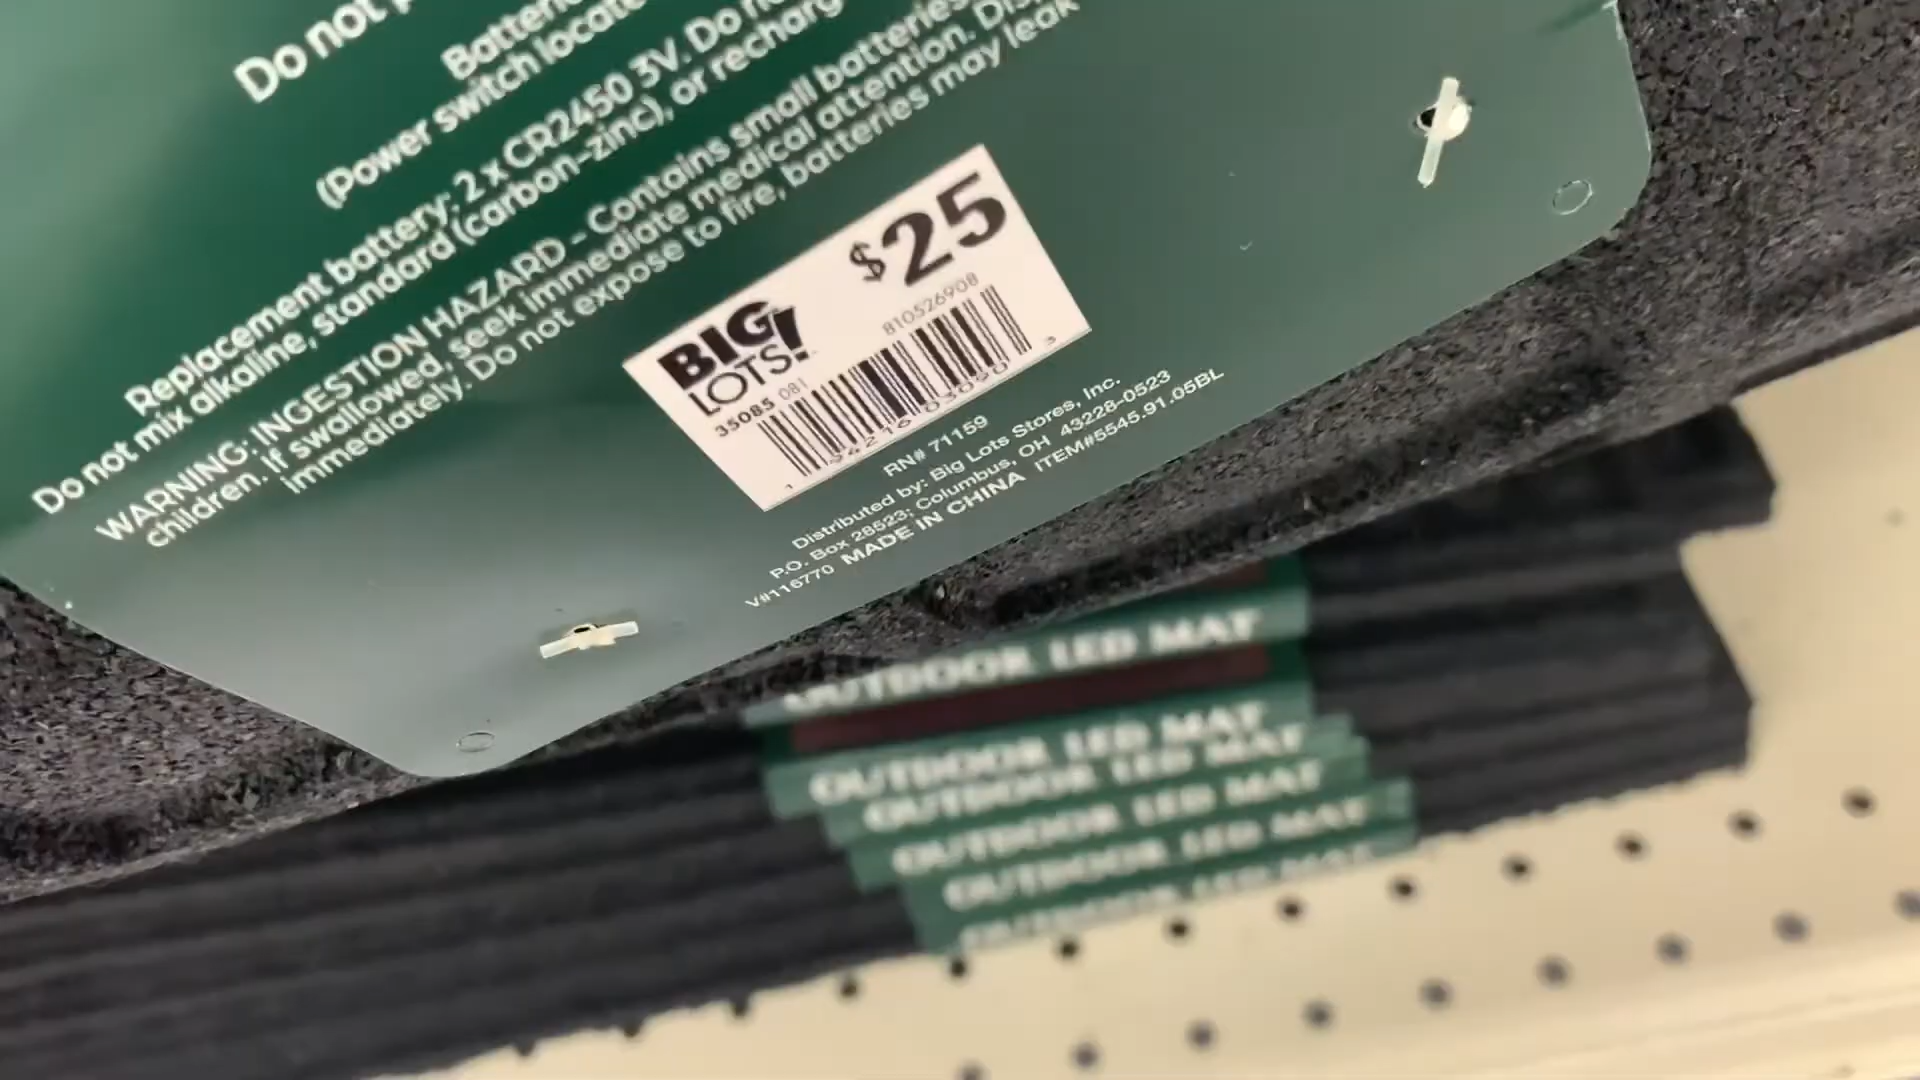 Do not
(Power switch locate
Replacement battery: 2 x CR2450 3V. Do
Do not mix alkaline, standard (carbon-zinc), or recharg
WARNING: INGESTION HAZARD - Contains small batteries
children. If swallowed, seek immediate medical attention.
immediately. Do not expose to fire, batteries may leak
$25
BIG
LOTS!
810526908
35085 081
RN# 71159
Distributed by: Big Lots Stores, Inc.
P.O. Box 28523; Columbus, OH 43228-0523
V#116770 MADE IN CHINA ITEM#5545.91.05BL
OUTDOOR LED MAT
OUTDOOR LED MAT
OUTDOOR LED MAT
OUTDOOR LED MAT
OUTDOOR LED MAT
OUTDOOR LED MAT